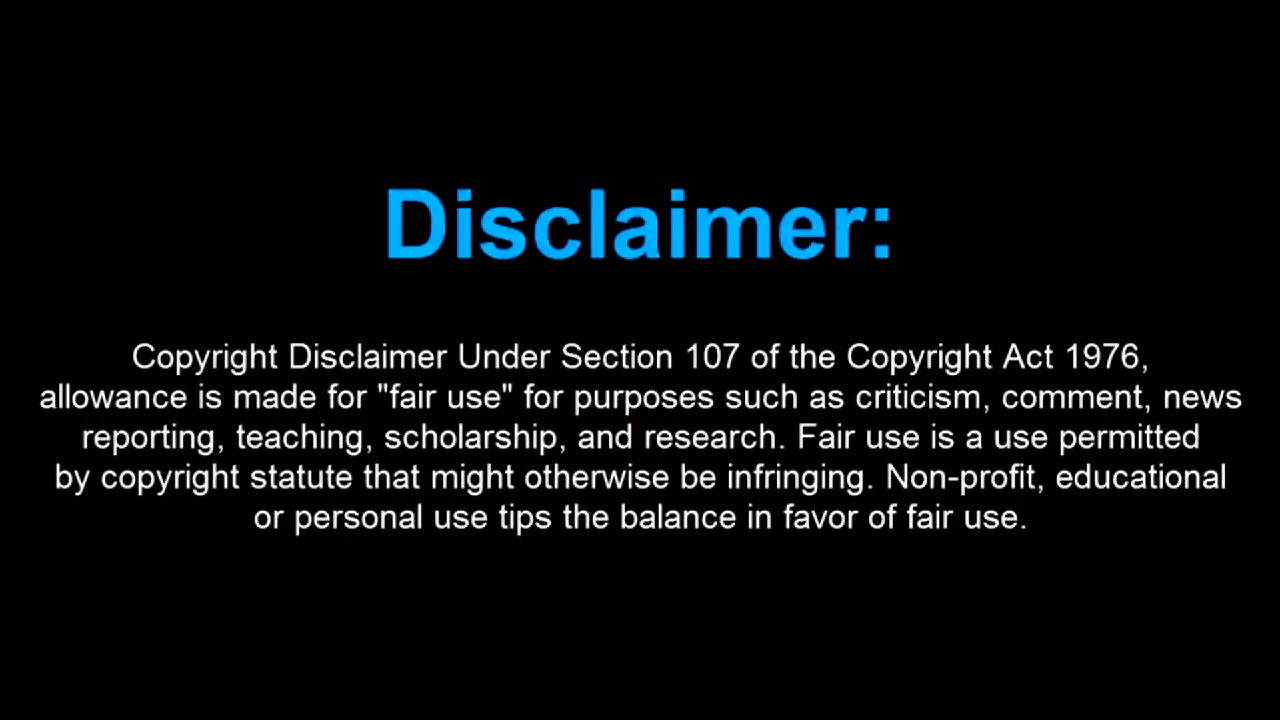 Disclaimer:
Copyright Disclaimer Under Section 107 of the Copyright Act 1976,
allowance is made for "fair use" for purposes such as criticism, comment, news
reporting, teaching, scholarship, and research. Fair use is a use permitted
by copyright statute that might otherwise be infringing. Non-profit, educational
or personal use tips the balance in favor of fair use.